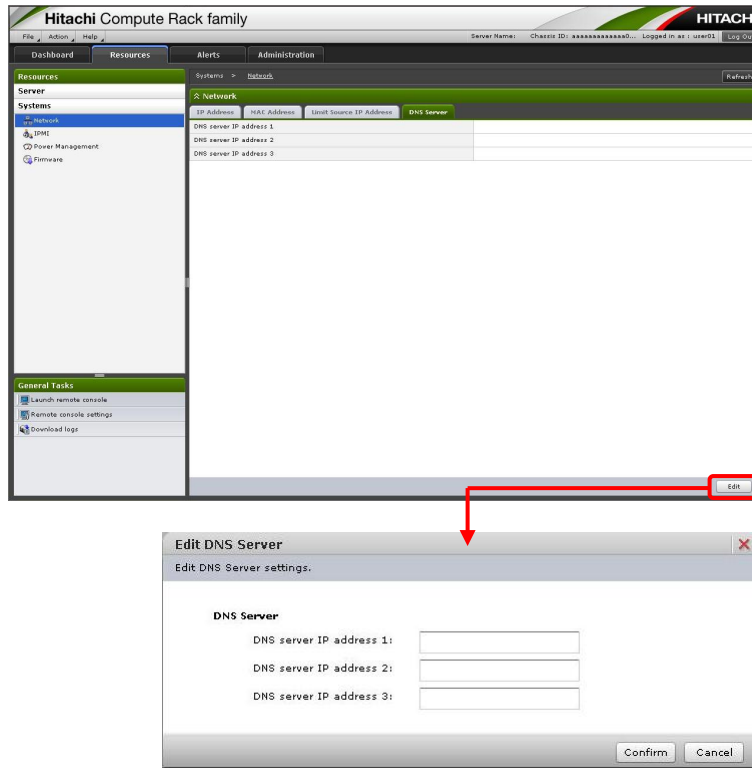 Hitachi Compute Rack family
HITACH
File Action Help
Server Name: Chassis ID: aaaaaaaaaaaaa0... Logged in as : user01 Log Ou
Dashboard Resources Alerts Administration
Resources
Systems > Network
Refresh
Server
Network
Systems
IP Address MAC Address Limit Source IP Address DNS Server
Network
DNS server IP address 1
IPMI
DNS server IP address 2
Power Management
DNS server IP address 3
Firmware
General Tasks
Launch remote console
Remote console settings
Download logs
Edit
Edit DNS Server
Edit DNS Server settings.
DNS Server
DNS server IP address 1:
DNS server IP address 2:
DNS server IP address 3:
Confirm Cancel